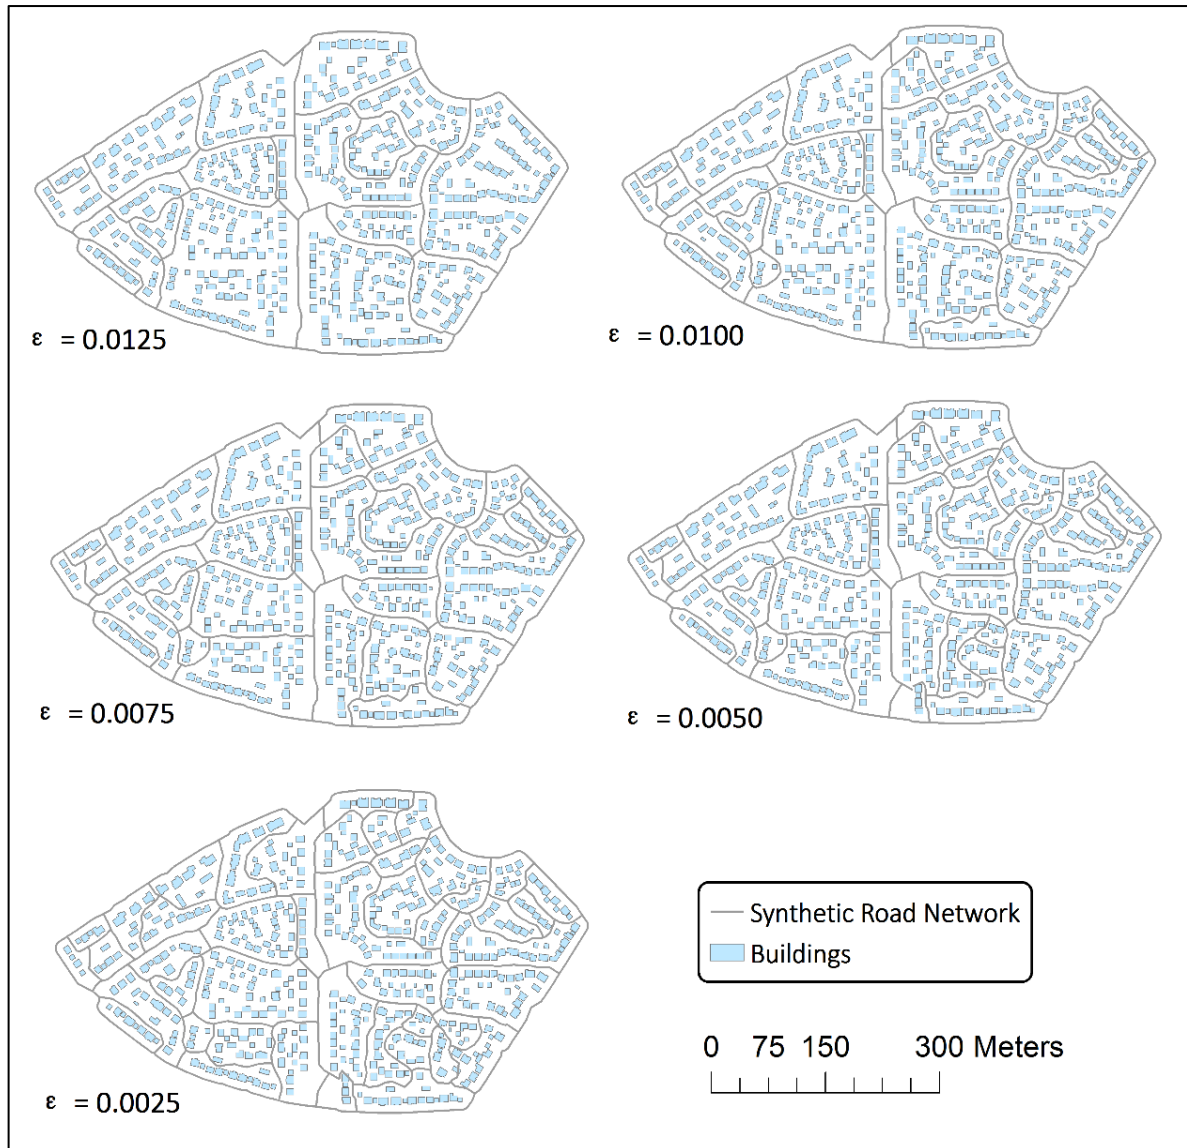 ε = 0.0125
ε = 0.0100
ε = 0.0075
ε = 0.0050
ε = 0.0025
Synthetic Road Network
Buildings
0 75 150 300 Meters